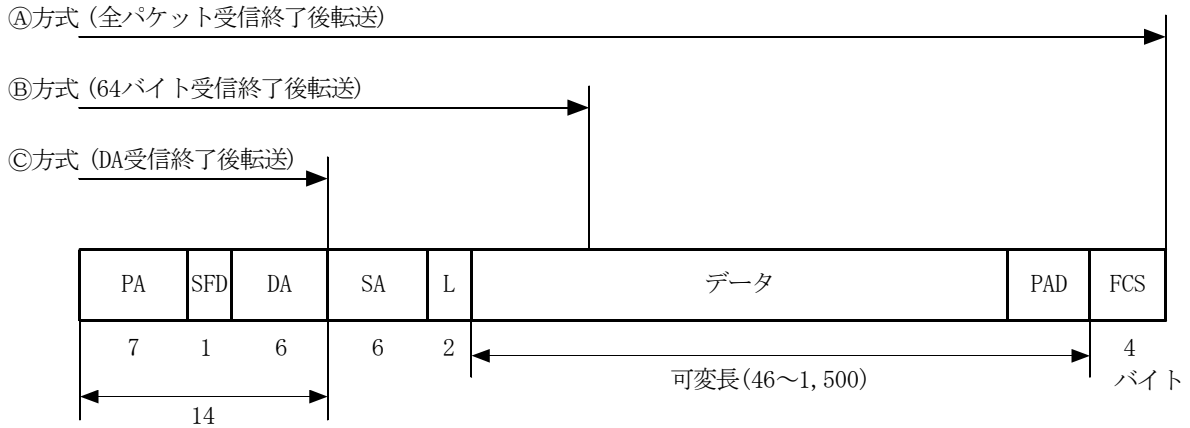 Ⓐ方式 (全パケット受信終了後転送)
Ⓑ方式 (64バイト受信終了後転送)
Ⓒ方式 (DA受信終了後転送)
PA SFD DA SA L データ PAD FCS
7 1 6 6 2 4
可変長(46～1,500) バイト
14